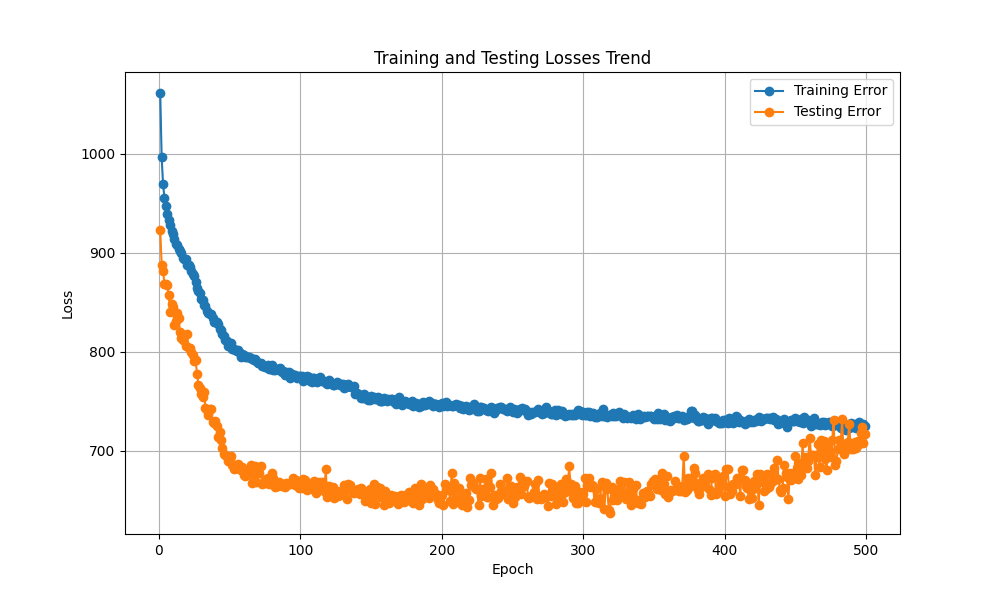 Training and Testing Losses Trend
Training Error
Testing Error
1000
900
800
700
Loss
0 100 200 300 400 500
Epoch